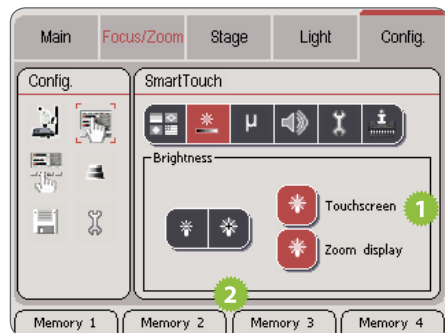 Main Focus/Zoom Stage Light Config.
Config.
SmartTouch
µ
i
Brightness
Touchscreen
1
Zoom display
2
Memory 1 Memory 2 Memory 3 Memory 4